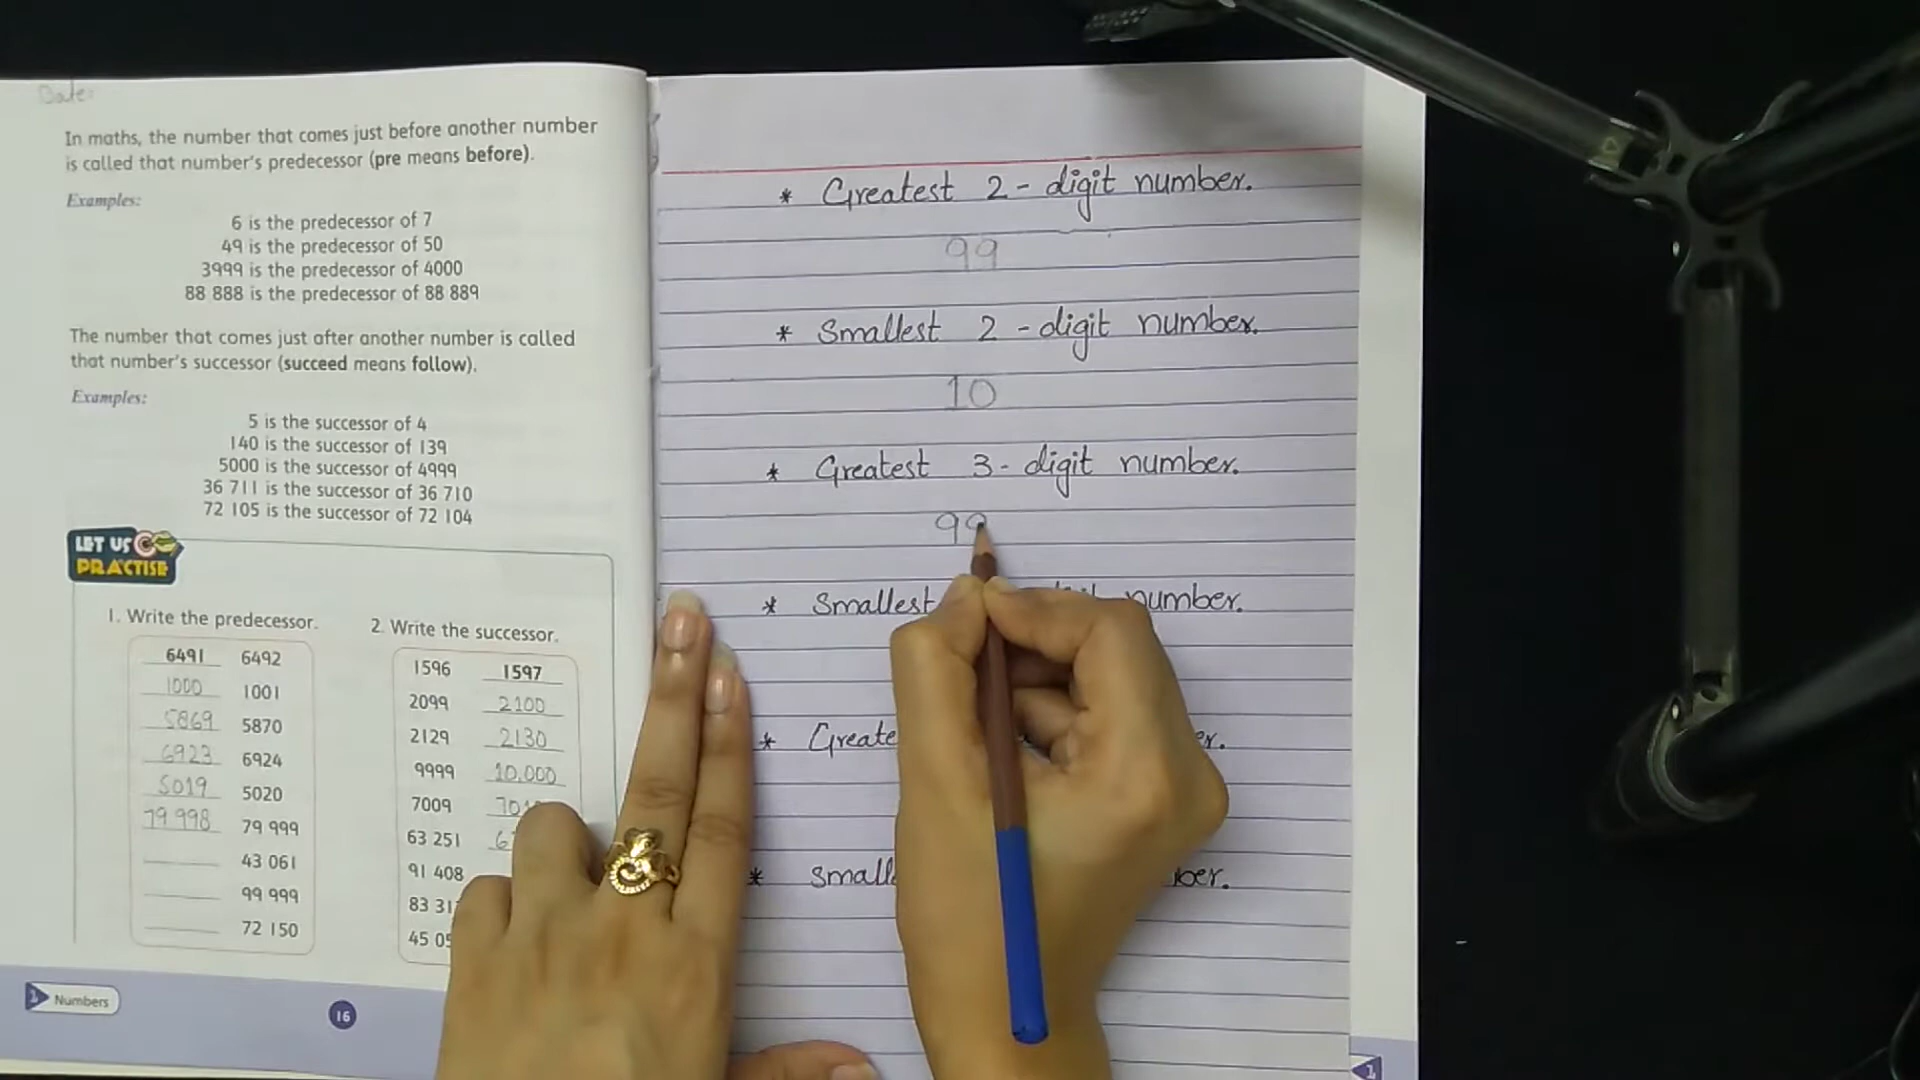 Date:
In maths, the number that comes just before another number
is called that number's predecessor (pre means before).
Examples:
6 is the predecessor of 7
49 is the predecessor of 50
3999 is the predecessor of 4000
88 888 is the predecessor of 88 889
The number that comes just after another number is called
that number's successor (succeed means follow).
Examples:
5 is the successor of 4
140 is the successor of 139
5000 is the successor of 4999
36 711 is the successor of 36 710
72 105 is the successor of 72 104
LET US
PRACTISE
1. Write the predecessor.
6491 6492
1000 1001
5869 5870
6923 6924
5019 5020
79 998 79 999
43 061
99 999
72 150
2. Write the successor.
1596 1597
2099 2100
2129 2130
9999 10,000
7009
63 251
91 408
1 Numbers
16
* Greatest 2 - digit number.
99
* Smallest 2 - digit number.
10
* Greatest 3 - digit number.
99
* Smallest number.
*
*
1